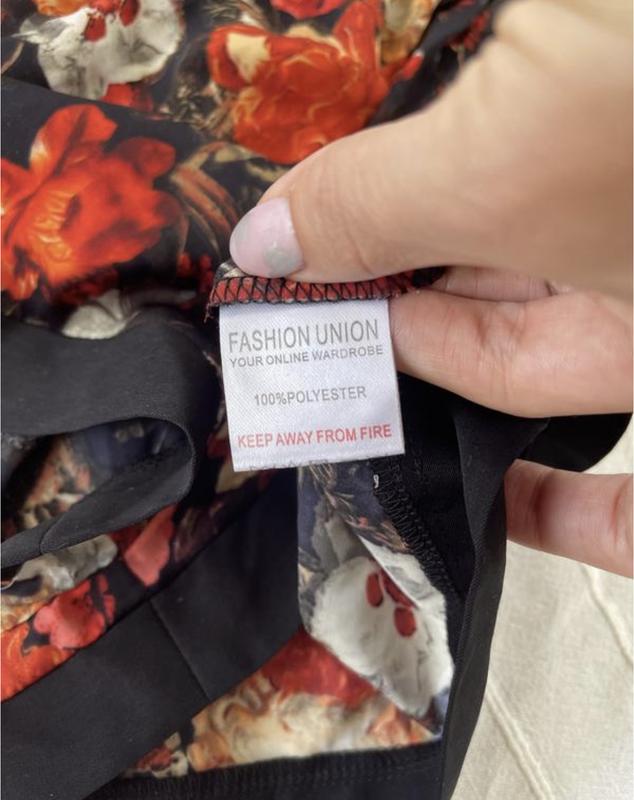 FASHION UNION
YOUR ONLINE WARDROBE
100%POLYESTER
KEEP AWAY FROM FIRE